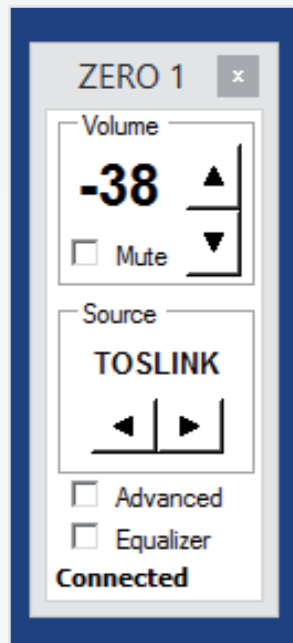 ZERO 1 x
Volume
-38
Mute
Source
TOSLINK
Advanced
Equalizer
Connected